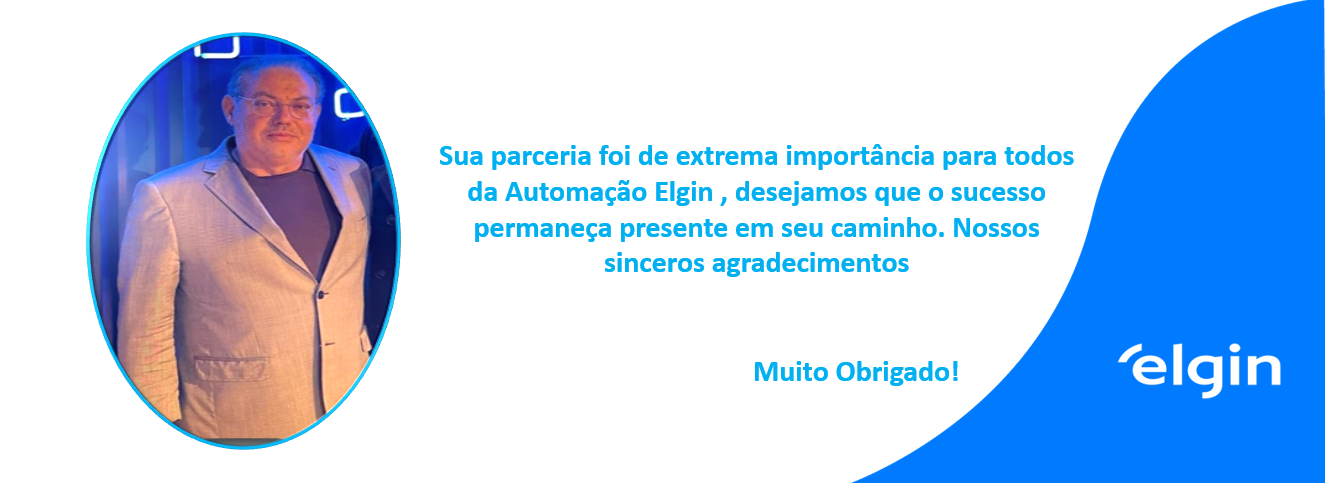 Sua parceria foi de extrema importância para todos
da Automação Elgin , desejamos que o sucesso
permaneça presente em seu caminho. Nossos
sinceros agradecimentos
Muito Obrigado!
elgin